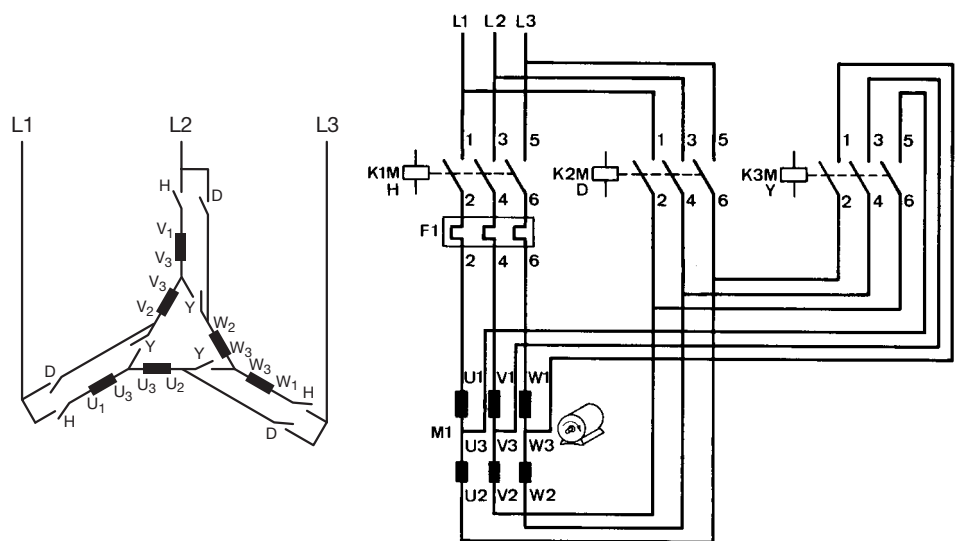 L1 L2 L3
H D
V1
V3
V3 Y
V2 W2
Y W3
D Y W3 W1 H
H U1 U3 U3 U2 D
L1 L2 L3
1 3 5 1 3 5 1 3 5
K1M K2M K3M
H D Y
2 4 6 2 4 6 2 4 6
F1
2 4 6
U1 V1 W1
M1
U3 V3 W3
U2 V2 W2